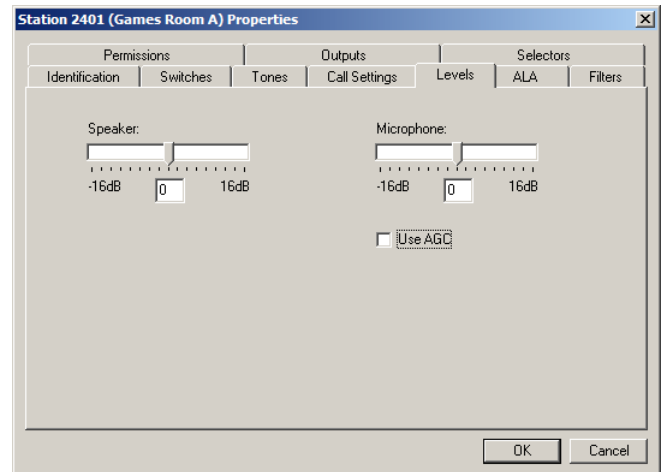 Station 2401 (Games Room A) Properties
Permissions Outputs Selectors
Identification Switches Tones Call Settings Levels ALA Filters
Speaker: Microphone:
-16dB 0 16dB -16dB 0 16dB
Use AGC
OK Cancel